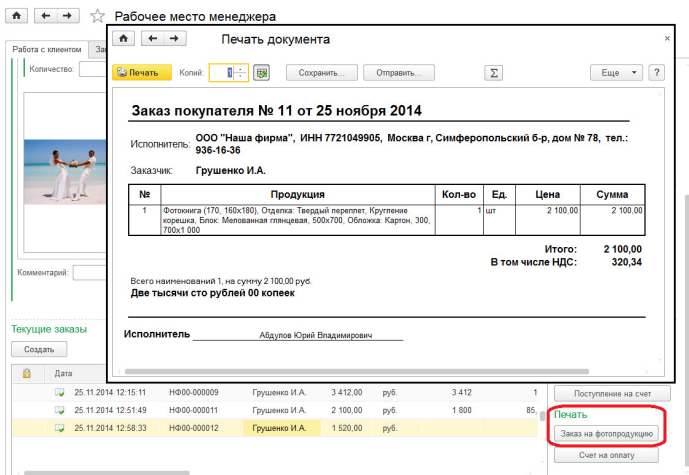 Рабочее место менеджера
Работа с клиентом
Количество:
Комментарий:
Печать документа
×
Печать
Копий:
1
Сохранить...
Отправить...
Σ
Еще
?
Заказ покупателя № 11 от 25 ноября 2014
Исполнитель: ООО "Наша фирма", ИНН 7721049905, Москва г, Симферопольский б-р, дом № 78, тел.:
936-16-36
Заказчик: Грушенко И.А.
№ Продукция Кол-во Ед. Цена Сумма
1 Фотокнига (170, 160x180), Отделка: Твердый переплет, Кругление 1 шт 2 100,00 2 100,00
корешка, Блок: Мелованная глянцевая, 500x700, Обложка: Картон, 300,
700x1 000
Итого: 2 100,00
В том числе НДС: 320,34
Всего наименований 1, на сумму 2 100,00 руб.
Две тысячи сто рублей 00 копеек
Исполнитель Абдулов Юрий Владимирович
Текущие заказы
Создать
Дата
25.11.2014 12:15:11 НФ00-000009 Грушенко И.А. 3 412,00 руб. 3 412 1
25.11.2014 12:51:49 НФ00-000011 Грушенко И.А. 2 100,00 руб. 1 800 85,
25.11.2014 12:58:33 НФ00-000012 Грушенко И.А. 1 520,00 руб.
Поступление на счет
Печать
Заказ на фотопродукцию
Счет на оплату